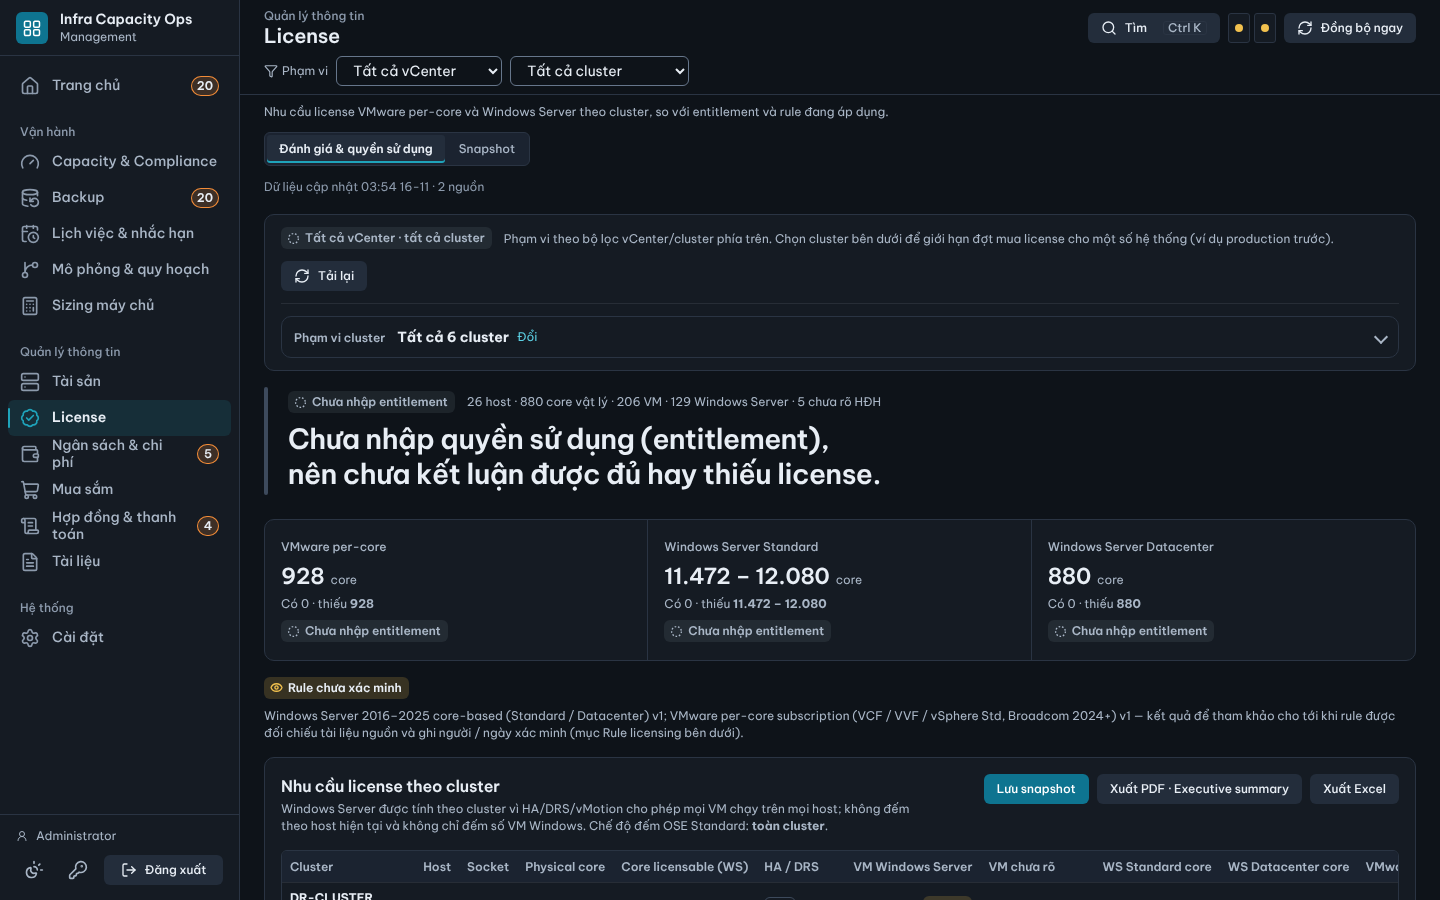 Infra Capacity Ops
Management
Trang chủ 20
Vận hành
Capacity & Compliance
Backup 20
Lịch việc & nhắc hạn
Mô phỏng & quy hoạch
Sizing máy chủ
Quản lý thông tin
Tài sản
License
Ngân sách & chi
phí 5
Mua sắm
Hợp đồng & thanh
toán 4
Tài liệu
Hệ thống
Cài đặt
Administrator
Đăng xuất
Quản lý thông tin
License
Tìm Ctrl K
Đồng bộ ngay
Phạm vi Tất cả vCenter Tất cả cluster
Nhu cầu license VMware per-core và Windows Server theo cluster, so với entitlement và rule đang áp dụng.
Đánh giá & quyền sử dụng Snapshot
Dữ liệu cập nhật 03:54 16-11 · 2 nguồn
Tất cả vCenter · tất cả cluster Phạm vi theo bộ lọc vCenter/cluster phía trên. Chọn cluster bên dưới để giới hạn đợt mua license cho một số hệ thống (ví dụ production trước).
Tải lại
Phạm vi cluster Tất cả 6 cluster Đổi
Chưa nhập entitlement 26 host · 880 core vật lý · 206 VM · 129 Windows Server · 5 chưa rõ HĐH
Chưa nhập quyền sử dụng (entitlement),
nên chưa kết luận được đủ hay thiếu license.
VMware per-core
928 core
Có 0 · thiếu 928
Chưa nhập entitlement
Windows Server Standard
11.472 – 12.080 core
Có 0 · thiếu 11.472 – 12.080
Chưa nhập entitlement
Windows Server Datacenter
880 core
Có 0 · thiếu 880
Chưa nhập entitlement
Rule chưa xác minh
Windows Server 2016–2025 core-based (Standard / Datacenter) v1; VMware per-core subscription (VCF / VVF / vSphere Std, Broadcom 2024+) v1 — kết quả để tham khảo cho tới khi rule được
đối chiếu tài liệu nguồn và ghi người / ngày xác minh (mục Rule licensing bên dưới).
Nhu cầu license theo cluster
Windows Server được tính theo cluster vì HA/DRS/vMotion cho phép mọi VM chạy trên mọi host; không đếm
theo host hiện tại và không chỉ đếm số VM Windows. Chế độ đếm OSE Standard: toàn cluster.
Lưu snapshot Xuất PDF · Executive summary Xuất Excel
Cluster Host Socket Physical core Core licensable (WS) HA / DRS VM Windows Server VM chưa rõ WS Standard core WS Datacenter core
DR-CLUSTER